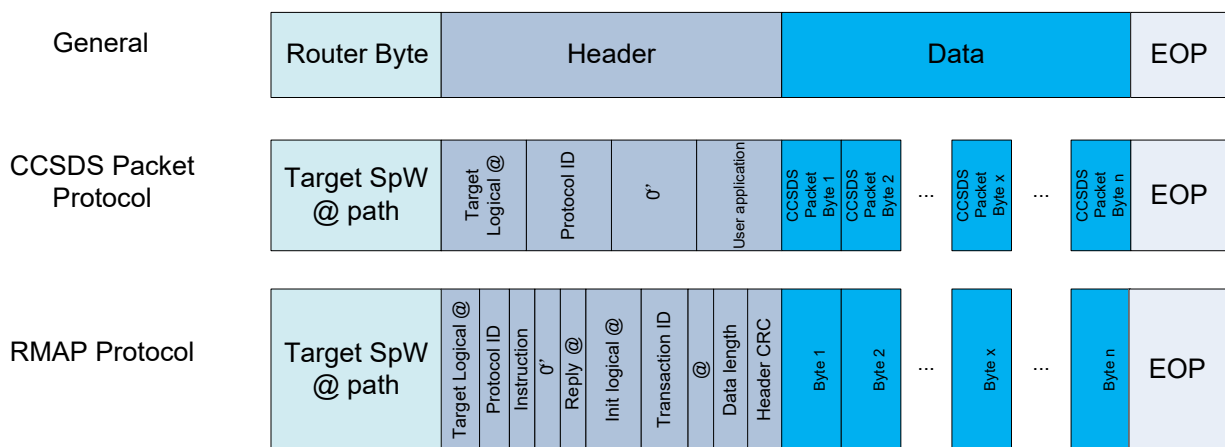 General
Router Byte
Header
Data
EOP
CCSDS Packet
Protocol
Target SpW
@ path
Target
Logical @
Protocol ID
0'
User application
CCSDS
Packet
Byte 1
CCSDS
Packet
Byte 2
...
CCSDS
Packet
Byte x
...
CCSDS
Packet
Byte n
EOP
RMAP Protocol
Target SpW
@ path
Target Logical @
Protocol ID
Instruction
0'
Reply @
Init logical @
Transaction ID
@
Data length
Header CRC
Byte 1
Byte 2
...
Byte x
...
Byte n
EOP